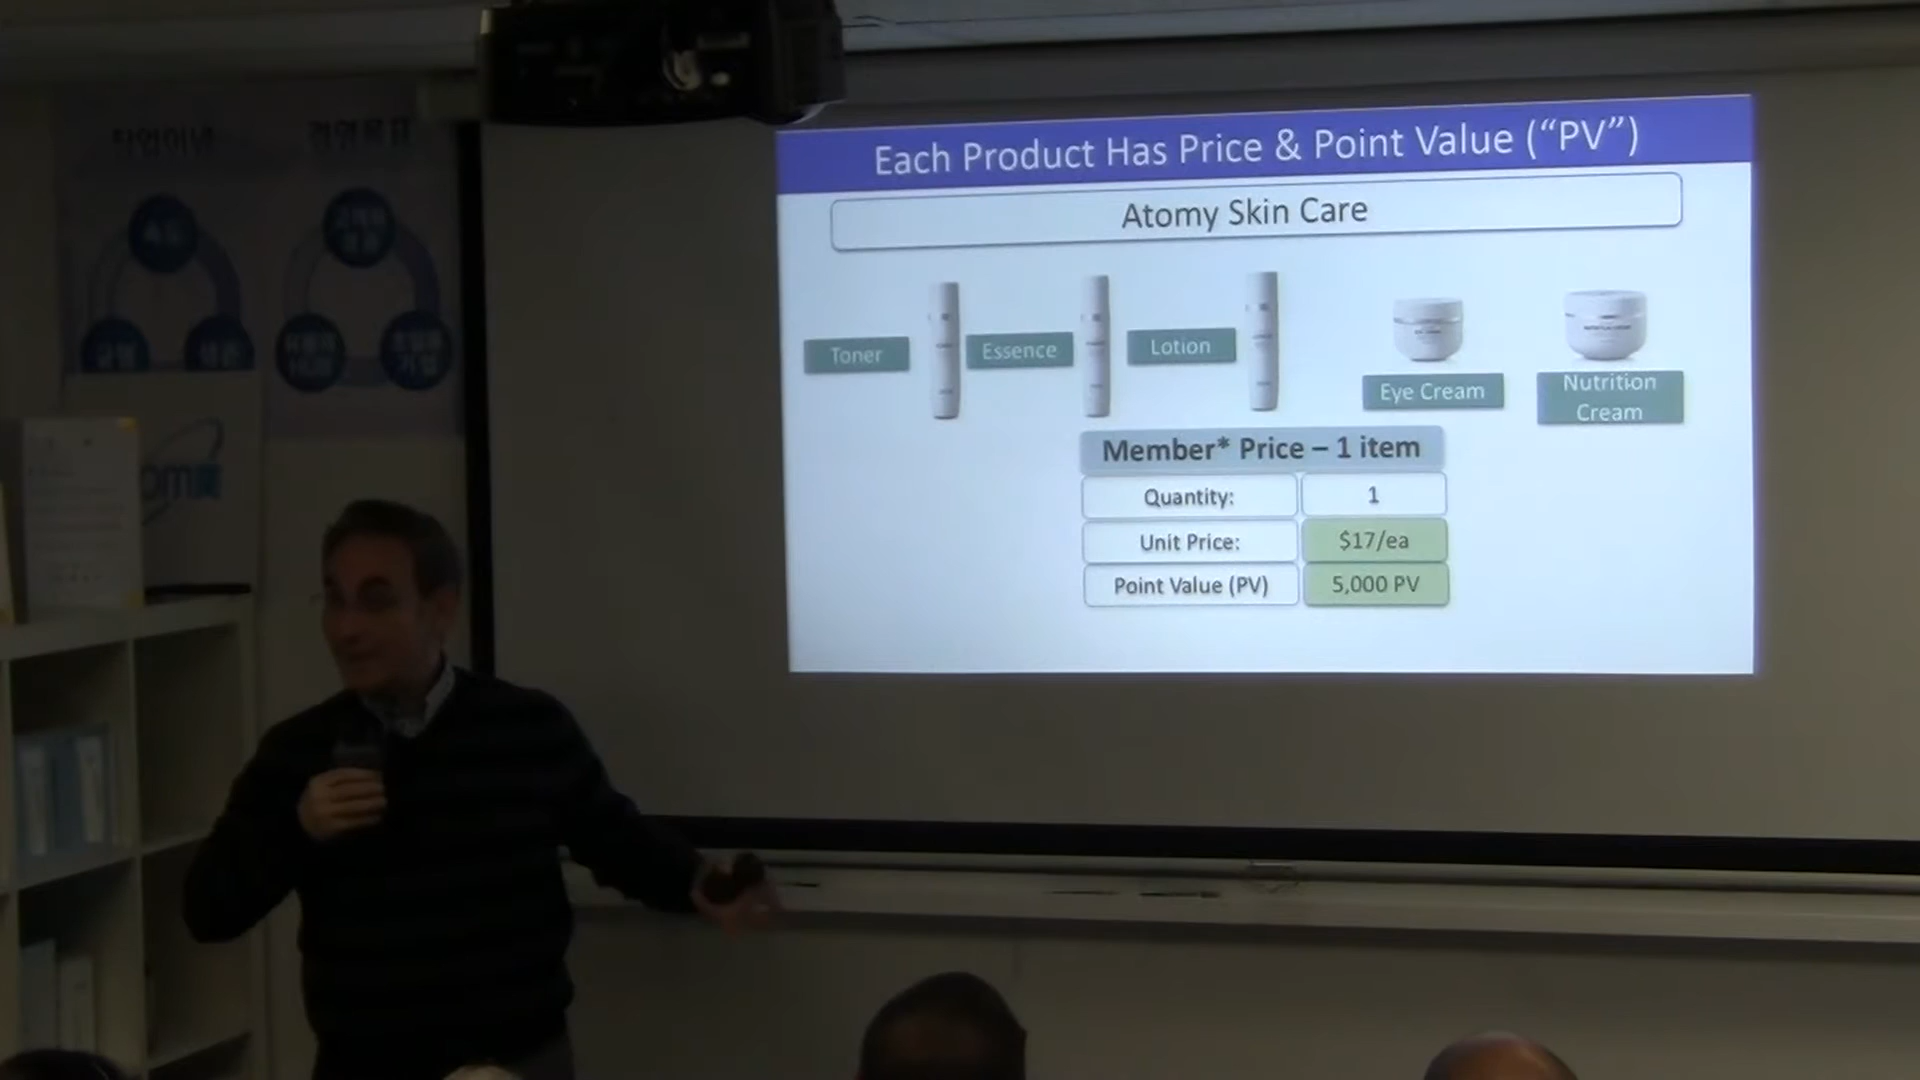 Each Product Has Price & Point Value (“PV”)
Atomy Skin Care
Toner
Essence
Lotion
Eye Cream
Nutrition
Cream
Member* Price – 1 item
Quantity: 1
Unit Price: $17/ea
Point Value (PV) 5,000 PV